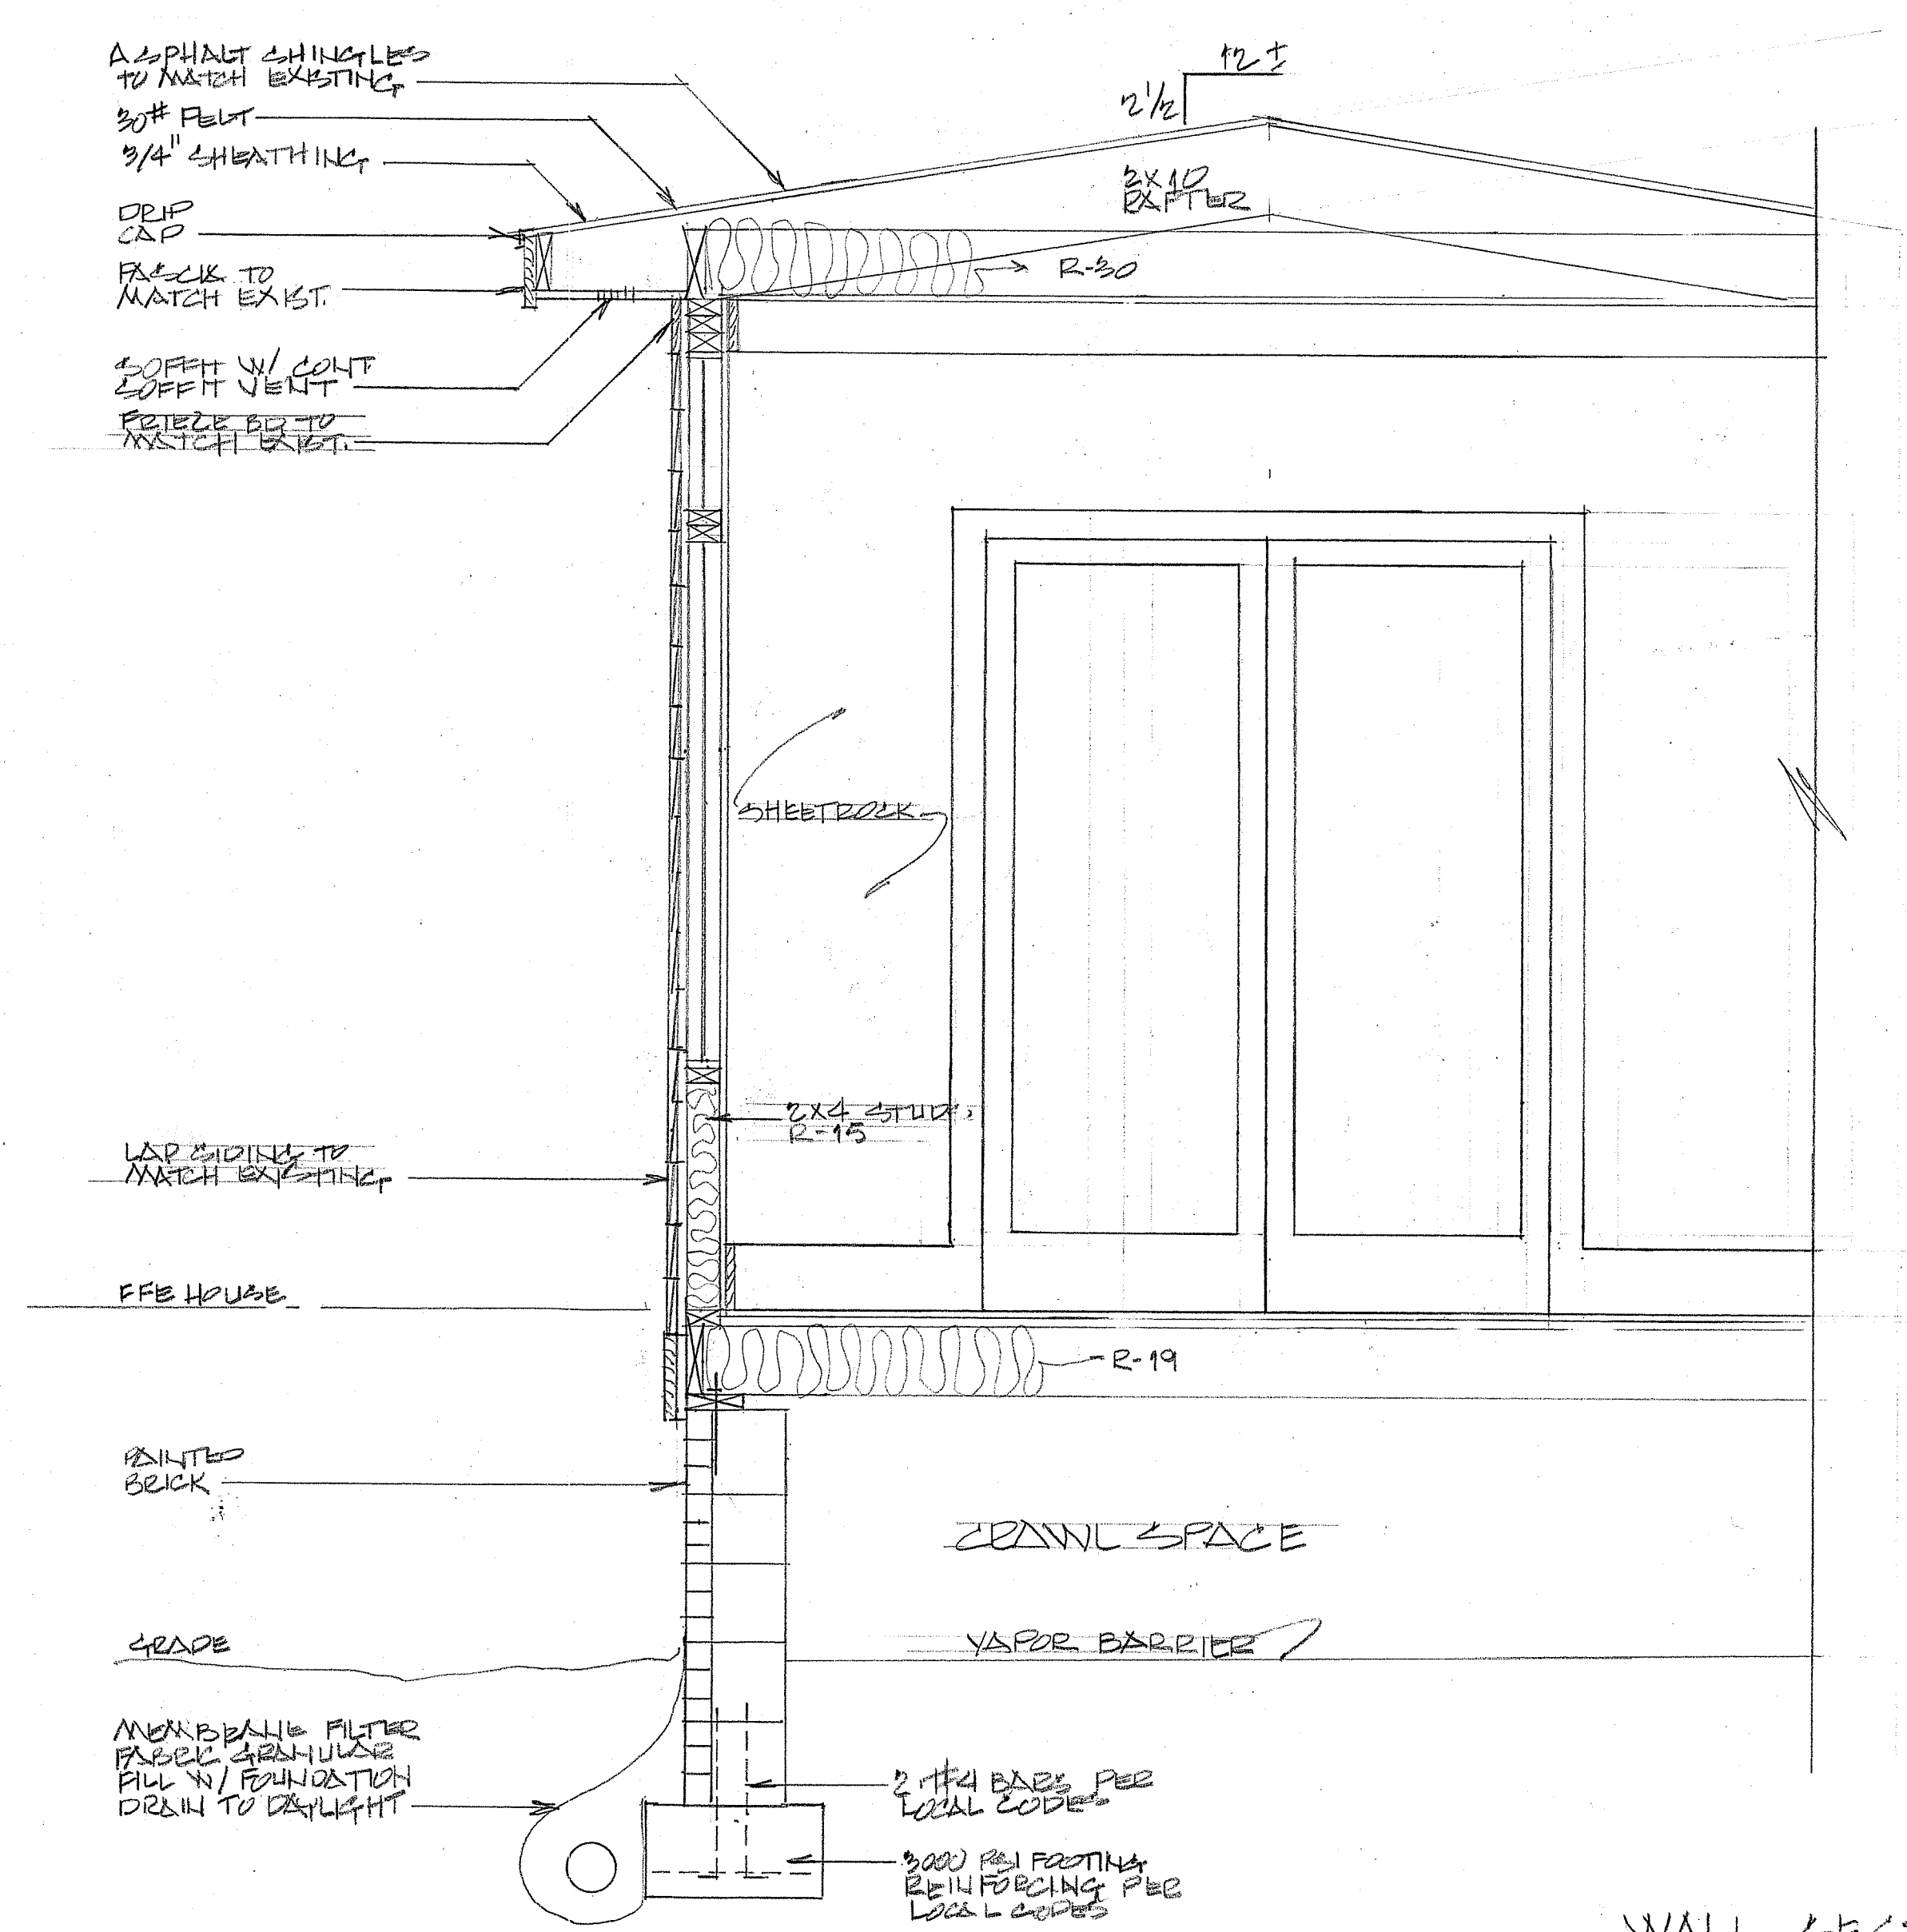 ASPHALT SHINGLES
TO MATCH EXISTING
30# FELT
3/4" SHEATHING
DRIP
CAP
FASCIA TO
MATCH EXIST.
SOFFIT W/ CONT
SOFFIT VENT
FRIEZE BD TO
MATCH EXIST.
12 ±
2 1/2
2X10
RAFTER
R-30
SHEETROCK
2X4 STUD.
R-15
LAP SIDING TO
MATCH EXISTING
FFE HOUSE
R-19
PAINTED
BRICK
CRAWL SPACE
GRADE
VAPOR BARRIER
MEMBRANE FILTER
FABRIC GRANULAR
FILL W/ FOUNDATION
DRAIN TO DAYLIGHT
2 #4 BARS PER
LOCAL CODES
3000 PSI FOOTING
REINFORCING PER
LOCAL CODES
WALL